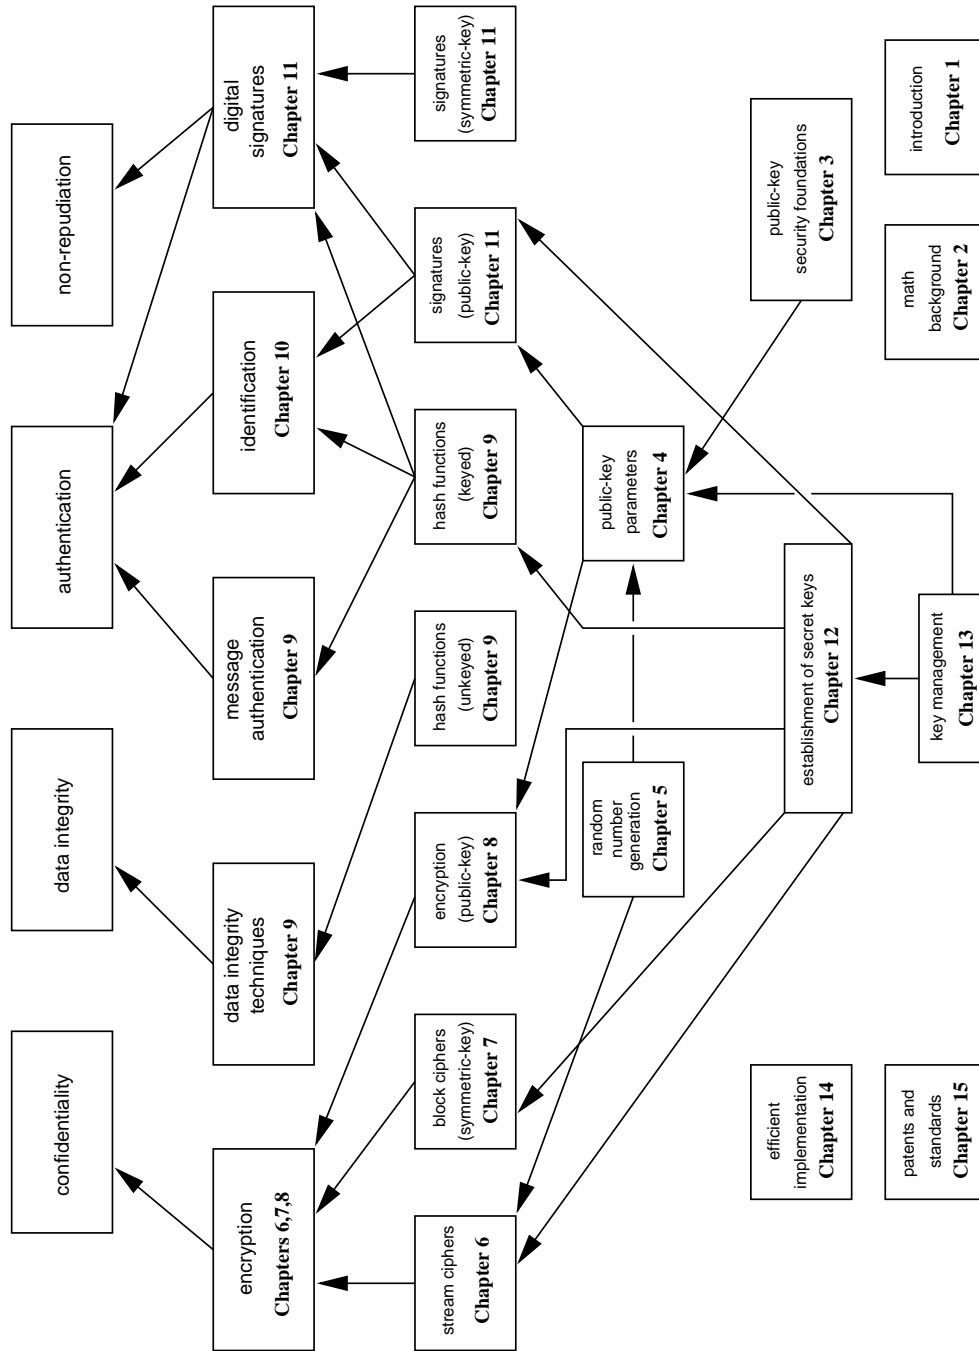 confidentiality
data integrity
authentication
non-repudiation
encryption
Chapters 6,7,8
data integrity
techniques
Chapter 9
message
authentication
Chapter 9
identification
Chapter 10
digital
signatures
Chapter 11
stream ciphers
Chapter 6
block ciphers
(symmetric-key)
Chapter 7
encryption
(public-key)
Chapter 8
hash functions
(unkeyed)
Chapter 9
hash functions
(keyed)
Chapter 9
signatures
(public-key)
Chapter 11
signatures
(symmetric-key)
Chapter 11
random
number
generation
Chapter 5
public-key
parameters
Chapter 4
public-key
security foundations
Chapter 3
establishment of secret keys
Chapter 12
efficient
implementation
Chapter 14
key management
Chapter 13
patents and
standards
Chapter 15
math
background
Chapter 2
introduction
Chapter 1